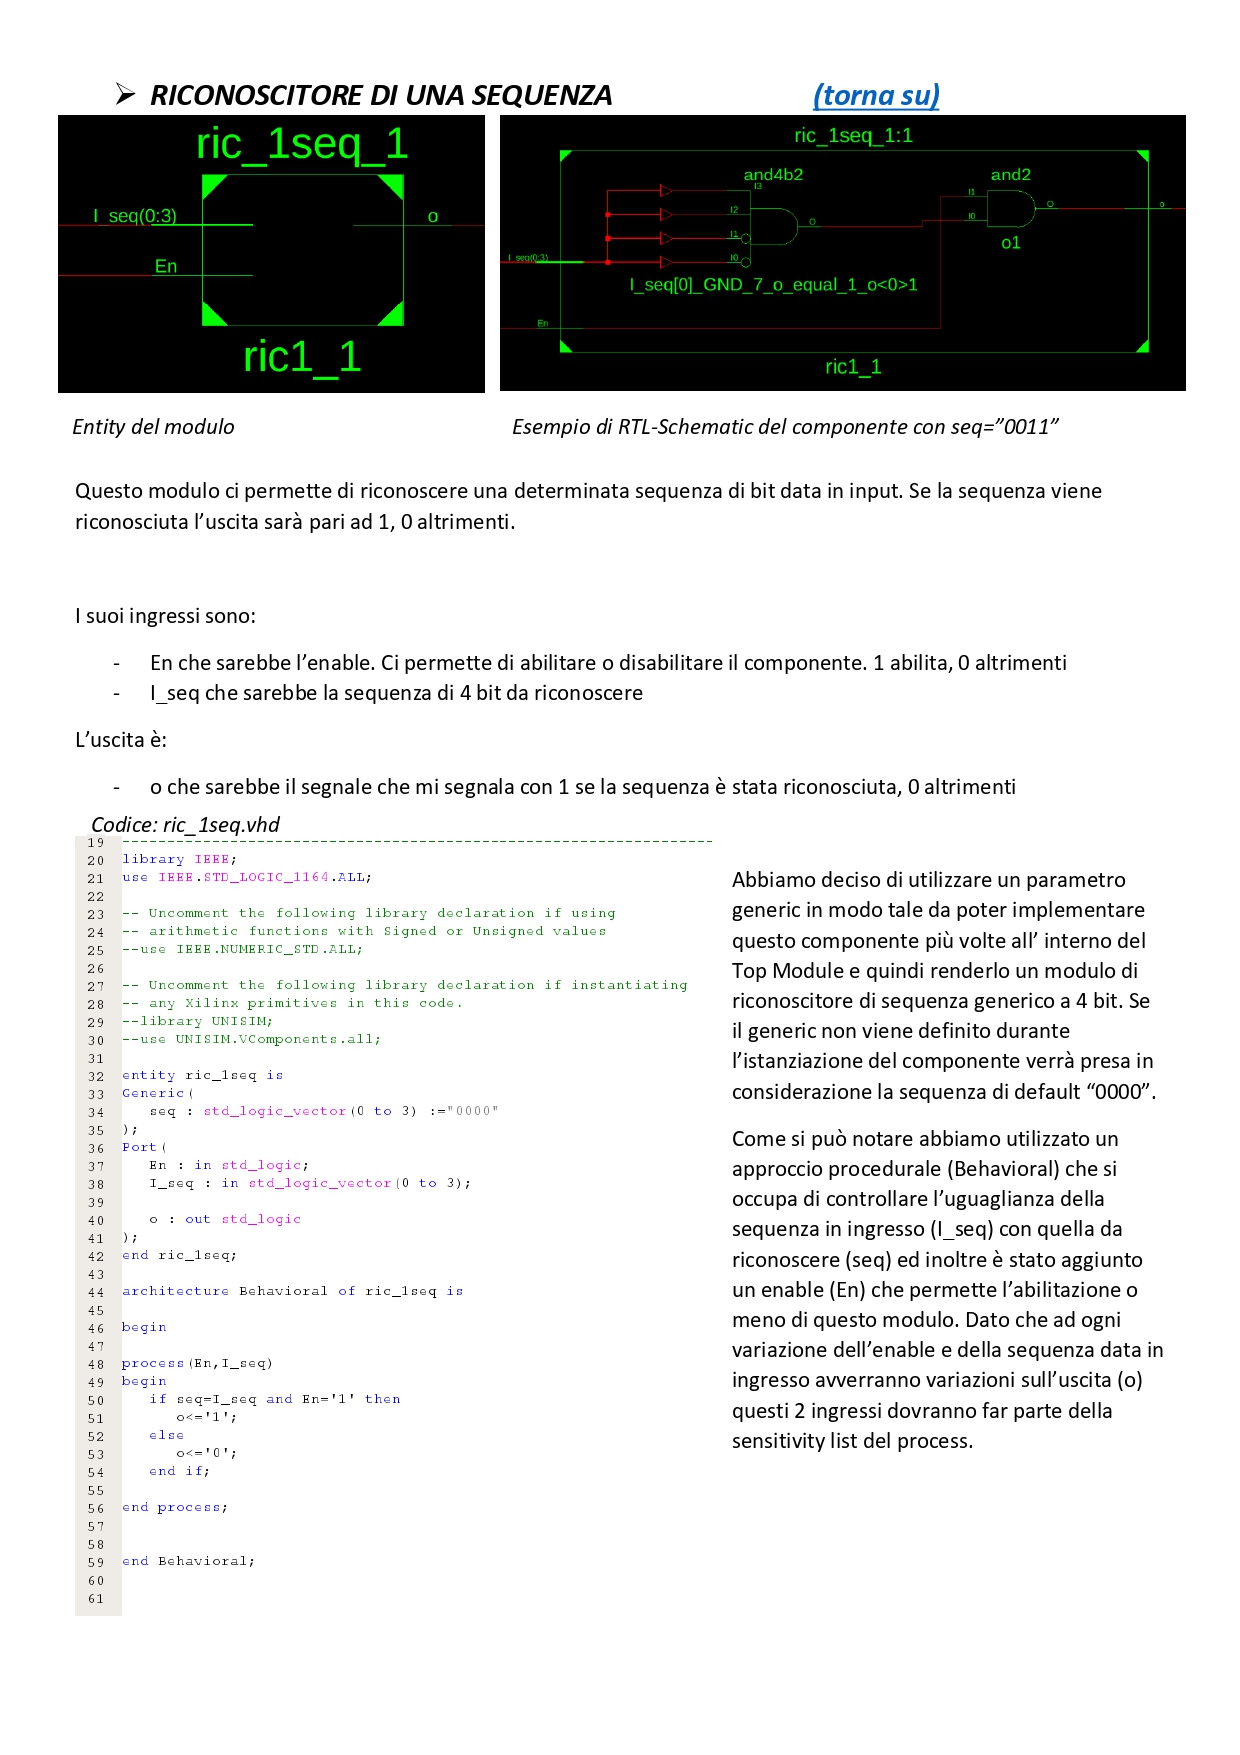 ➢ RICONOSCITORE DI UNA SEQUENZA (torna su)
ric_1seq_1
I_seq(0:3)
o
En
ric1_1
ric_1seq_1:1
and4b2
and2
I3
I2
I1
I0
O
I1
I0
O
o
o1
I_seq(0:3)
I_seq[0]_GND_7_o_equal_1_o<0>1
En
ric1_1
Entity del modulo
Esempio di RTL-Schematic del componente con seq=”0011”
Questo modulo ci permette di riconoscere una determinata sequenza di bit data in input. Se la sequenza viene
riconosciuta l’uscita sarà pari ad 1, 0 altrimenti.
I suoi ingressi sono:
- En che sarebbe l’enable. Ci permette di abilitare o disabilitare il componente. 1 abilita, 0 altrimenti
- I_seq che sarebbe la sequenza di 4 bit da riconoscere
L’uscita è:
- o che sarebbe il segnale che mi segnala con 1 se la sequenza è stata riconosciuta, 0 altrimenti
Codice: ric_1seq.vhd
19 ------------------------------------------------------------------
20 library IEEE;
21 use IEEE.STD_LOGIC_1164.ALL;
22
23 -- Uncomment the following library declaration if using
24 -- arithmetic functions with Signed or Unsigned values
25 --use IEEE.NUMERIC_STD.ALL;
26
27 -- Uncomment the following library declaration if instantiating
28 -- any Xilinx primitives in this code.
29 --library UNISIM;
30 --use UNISIM.VComponents.all;
31
32 entity ric_1seq is
33 Generic(
34    seq : std_logic_vector(0 to 3) :="0000"
35 );
36 Port(
37    En : in std_logic;
38    I_seq : in std_logic_vector(0 to 3);
39
40    o : out std_logic
41 );
42 end ric_1seq;
43
44 architecture Behavioral of ric_1seq is
45
46 begin
47
48 process(En,I_seq)
49 begin
50    if seq=I_seq and En='1' then
51       o<='1';
52    else
53       o<='0';
54    end if;
55
56 end process;
57
58
59 end Behavioral;
60
61
Abbiamo deciso di utilizzare un parametro
generic in modo tale da poter implementare
questo componente più volte all’ interno del
Top Module e quindi renderlo un modulo di
riconoscitore di sequenza generico a 4 bit. Se
il generic non viene definito durante
l’istanziazione del componente verrà presa in
considerazione la sequenza di default “0000”.
Come si può notare abbiamo utilizzato un
approccio procedurale (Behavioral) che si
occupa di controllare l’uguaglianza della
sequenza in ingresso (I_seq) con quella da
riconoscere (seq) ed inoltre è stato aggiunto
un enable (En) che permette l’abilitazione o
meno di questo modulo. Dato che ad ogni
variazione dell’enable e della sequenza data in
ingresso avverranno variazioni sull’uscita (o)
questi 2 ingressi dovranno far parte della
sensitivity list del process.